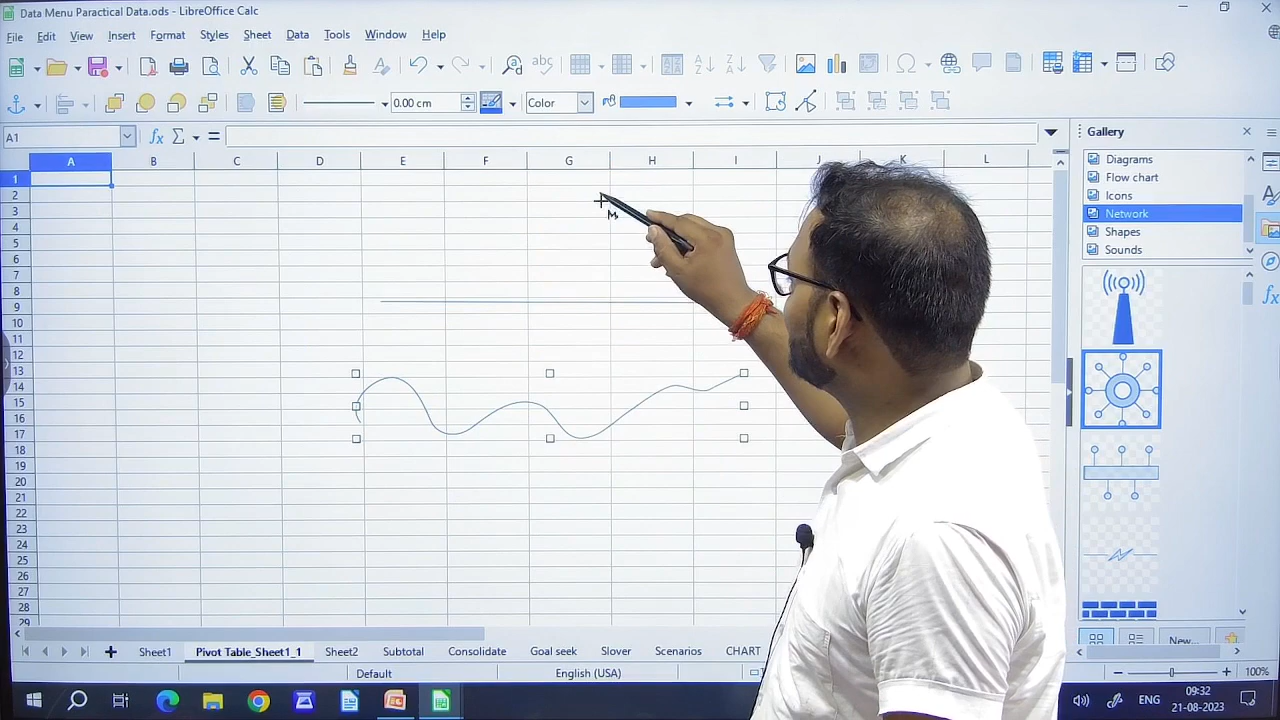 Data Menu Paractical Data.ods - LibreOffice Calc
File Edit View Insert Format Styles Sheet Data Tools Window Help
abc
0.00 cm Color
A1
Gallery
A B C D E F G H I J K L
1
2
3
4
5
6
7
8
9
10
11
12
13
14
15
16
17
18
19
20
21
22
23
24
25
26
27
28
29
Diagrams
Flow chart
Icons
Network
Shapes
Sounds
New...
Sheet1 Pivot Table_Sheet1_1 Sheet2 Subtotal Consolidate Goal seek Slover Scenarios CHART
Default English (USA) 100%
ENG 09:32
21-08-2023